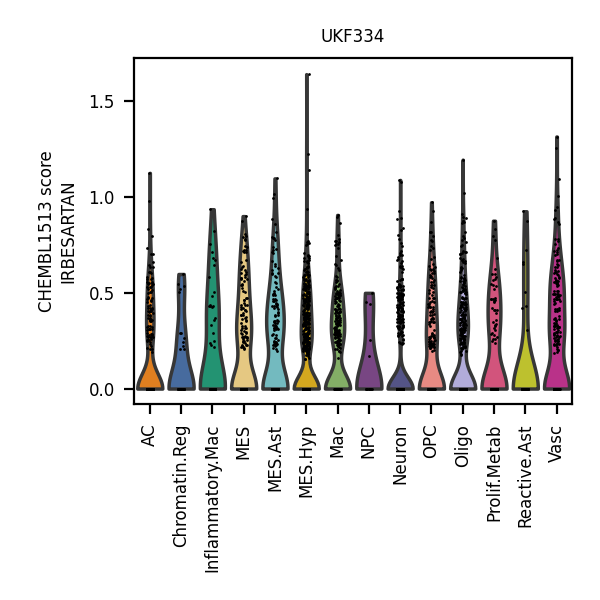 UKF334
CHEMBL1513 score
IRBESARTAN
1.5
1.0
0.5
0.0
AC
Chromatin.Reg
Inflammatory.Mac
MES
MES.Ast
MES.Hyp
Mac
NPC
Neuron
OPC
Oligo
Prolif.Metab
Reactive.Ast
Vasc